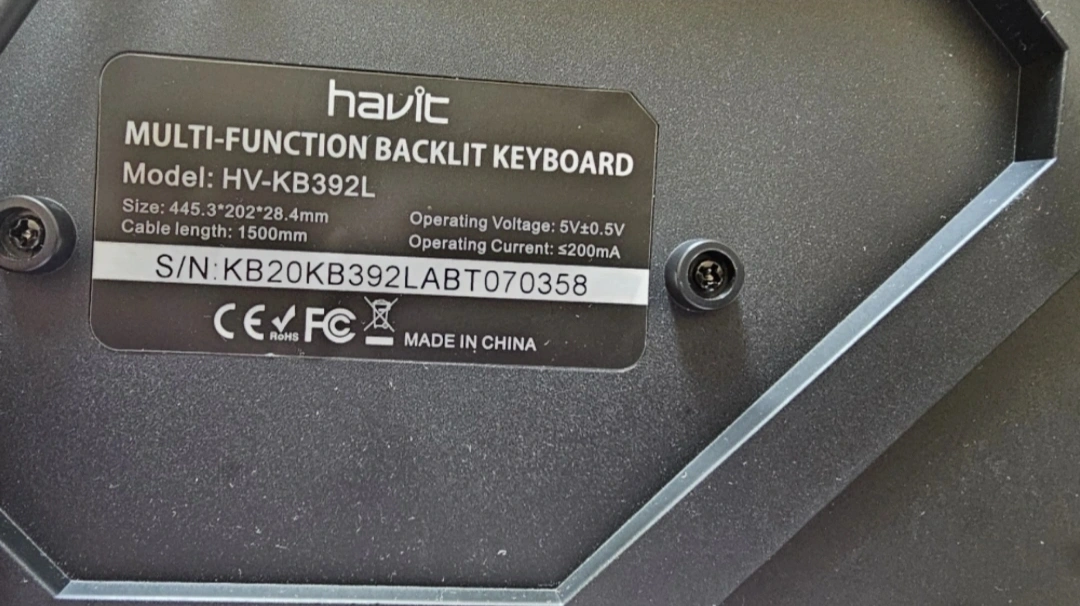 havit
MULTI-FUNCTION BACKLIT KEYBOARD
Model: HV-KB392L
Size: 445.3*202*28.4mm
Cable length: 1500mm
Operating Voltage: 5V±0.5V
Operating Current: ≤200mA
S/N:KB20KB392LABT070358
CE RoHS FC MADE IN CHINA